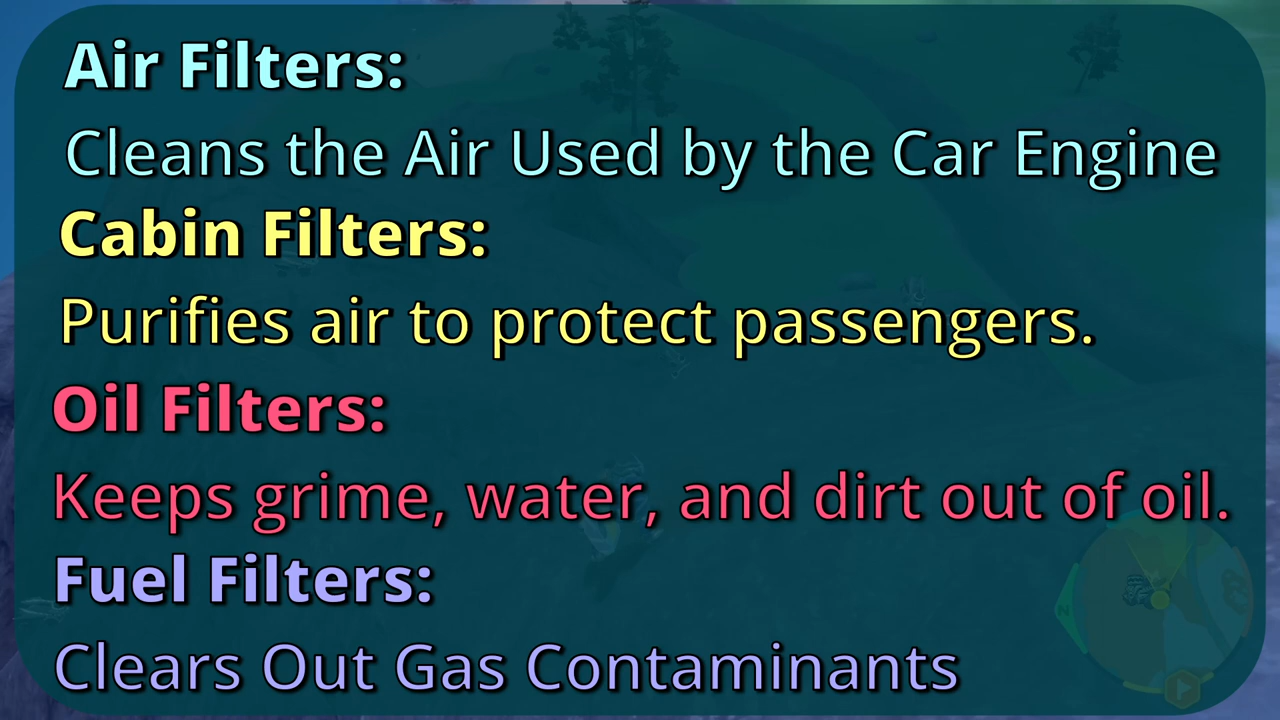 Air Filters:
Cleans the Air Used by the Car Engine
Cabin Filters:
Purifies air to protect passengers.
Oil Filters:
Keeps grime, water, and dirt out of oil.
Fuel Filters:
Clears Out Gas Contaminants
N